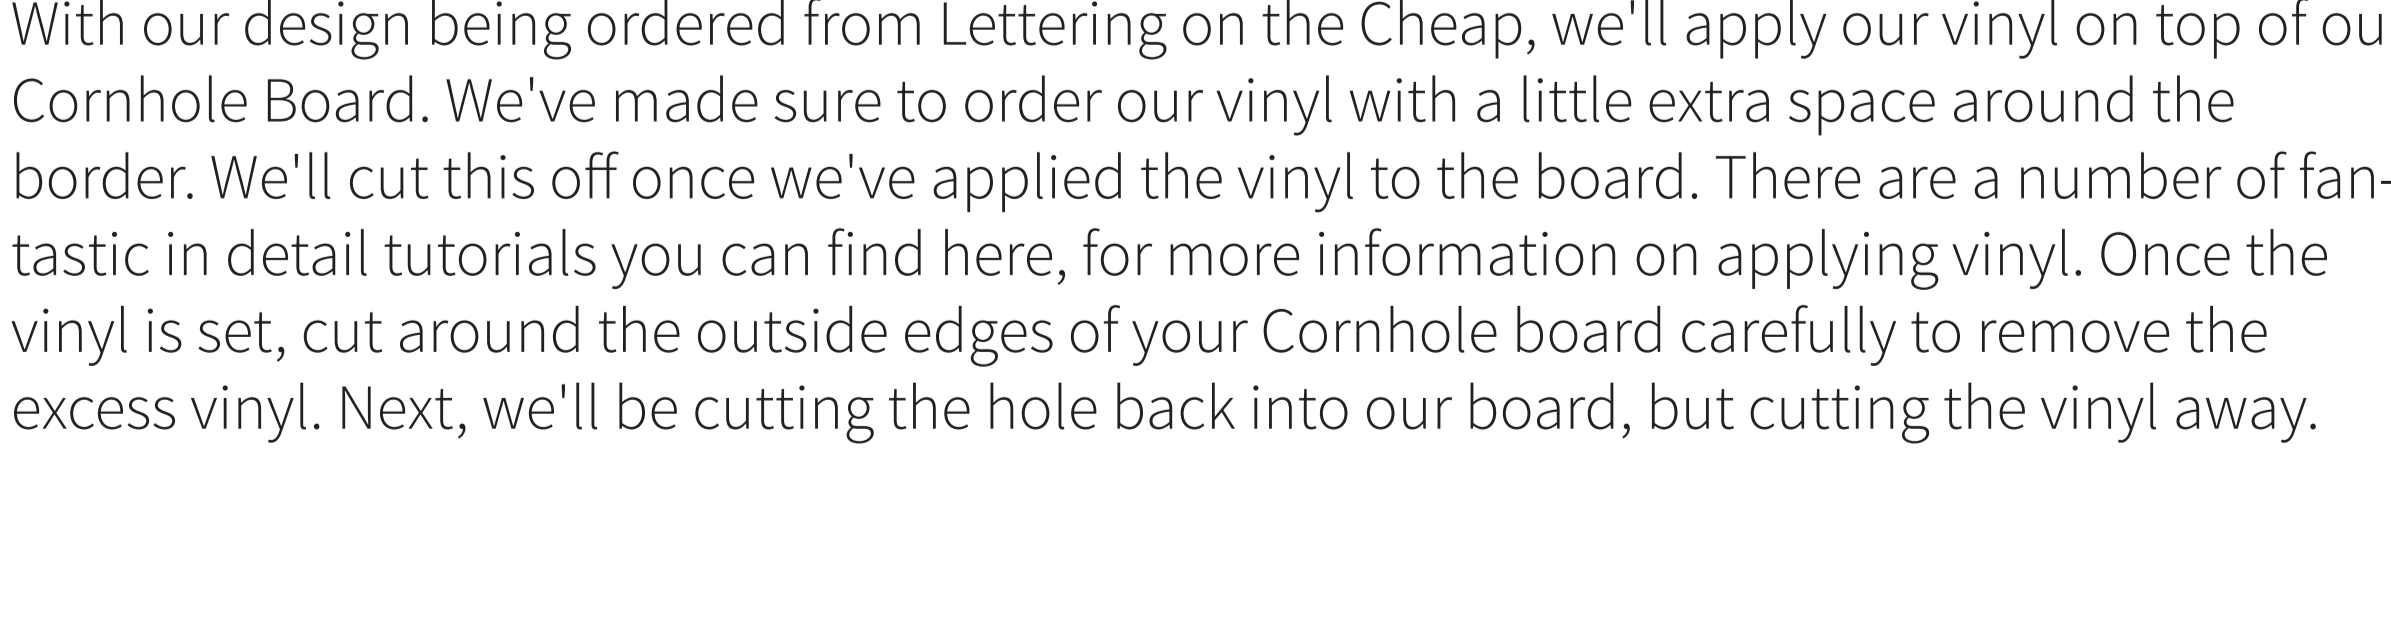 With our design being ordered from Lettering on the Cheap, we'll apply our vinyl on top of ou
Cornhole Board. We've made sure to order our vinyl with a little extra space around the
border. We'll cut this off once we've applied the vinyl to the board. There are a number of fan-
tastic in detail tutorials you can find here, for more information on applying vinyl. Once the
vinyl is set, cut around the outside edges of your Cornhole board carefully to remove the
excess vinyl. Next, we'll be cutting the hole back into our board, but cutting the vinyl away.